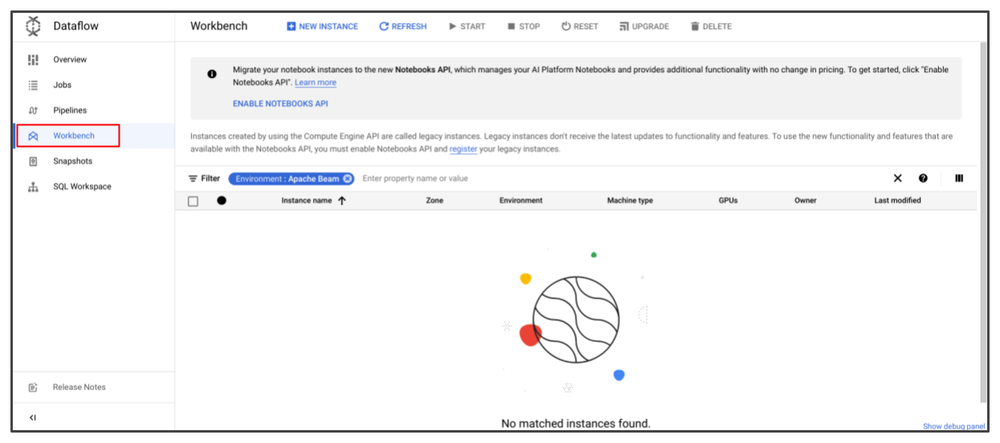 Dataflow
Workbench
NEW INSTANCE
REFRESH
START
STOP
RESET
UPGRADE
DELETE
Overview
Jobs
Pipelines
Workbench
Snapshots
SQL Workspace
Migrate your notebook instances to the new Notebooks API, which manages your AI Platform Notebooks and provides additional functionality with no change in pricing. To get started, click "Enable
Notebooks API". Learn more
ENABLE NOTEBOOKS API
Instances created by using the Compute Engine API are called legacy instances. Legacy instances don't receive the latest updates to functionality and features. To use the new functionality and features that are
available with the Notebooks API, you must enable Notebooks API and register your legacy instances.
Filter
Environment : Apache Beam
Enter property name or value
Instance name
Zone
Environment
Machine type
GPUs
Owner
Last modified
No matched instances found.
Release Notes
Show debug panel